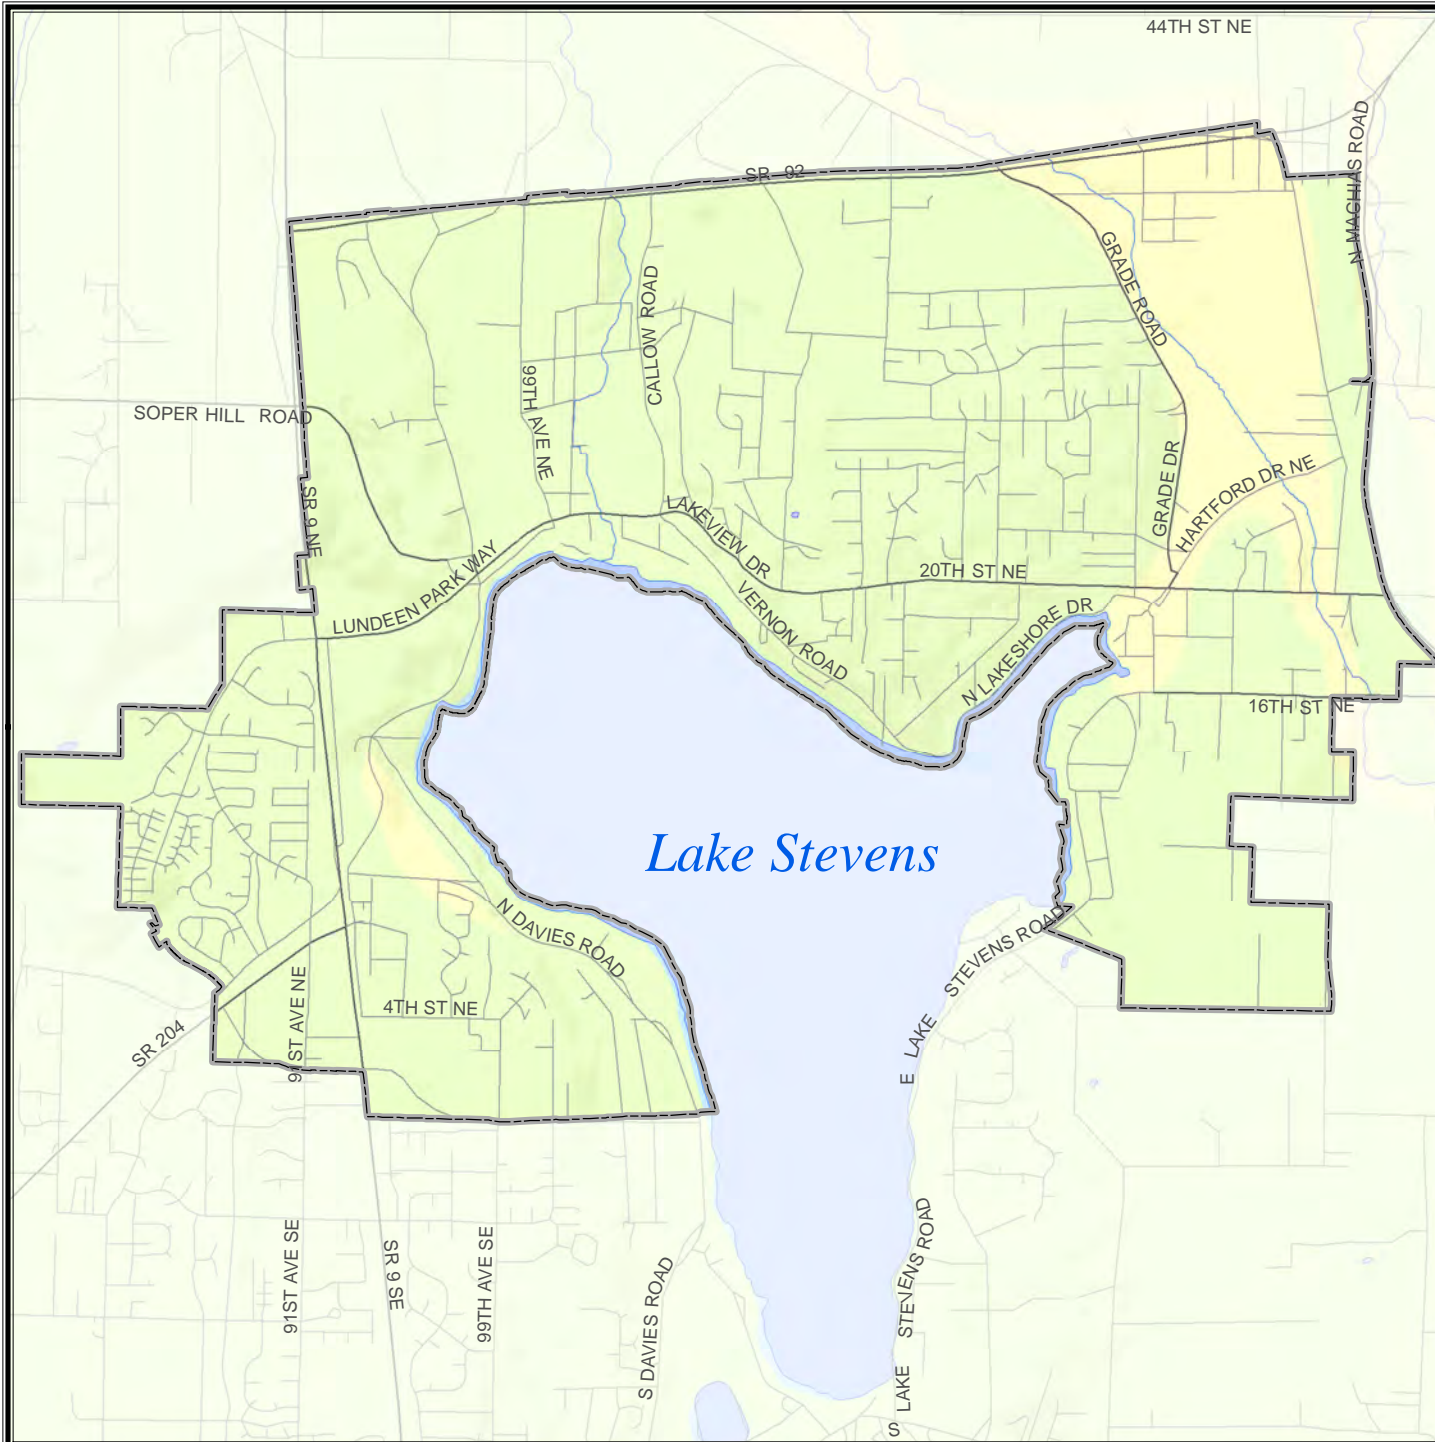 44TH ST NE
N MACHIAS ROAD
SR 92
GRADE ROAD
CALLOW ROAD
99TH AVE NE
SOPER HILL ROAD
SR 9 NE
GRADE DR
HARTFORD DR NE
LAKEVIEW DR
20TH ST NE
LUNDEEN PARK WAY
VERNON ROAD
N LAKESHORE DR
16TH ST NE
Lake Stevens
N DAVIES ROAD
E LAKE STEVENS ROAD
4TH ST NE
91ST AVE NE
SR 204
91ST AVE SE
SR 9 SE
99TH AVE SE
S DAVIES ROAD
S LAKE STEVENS ROAD